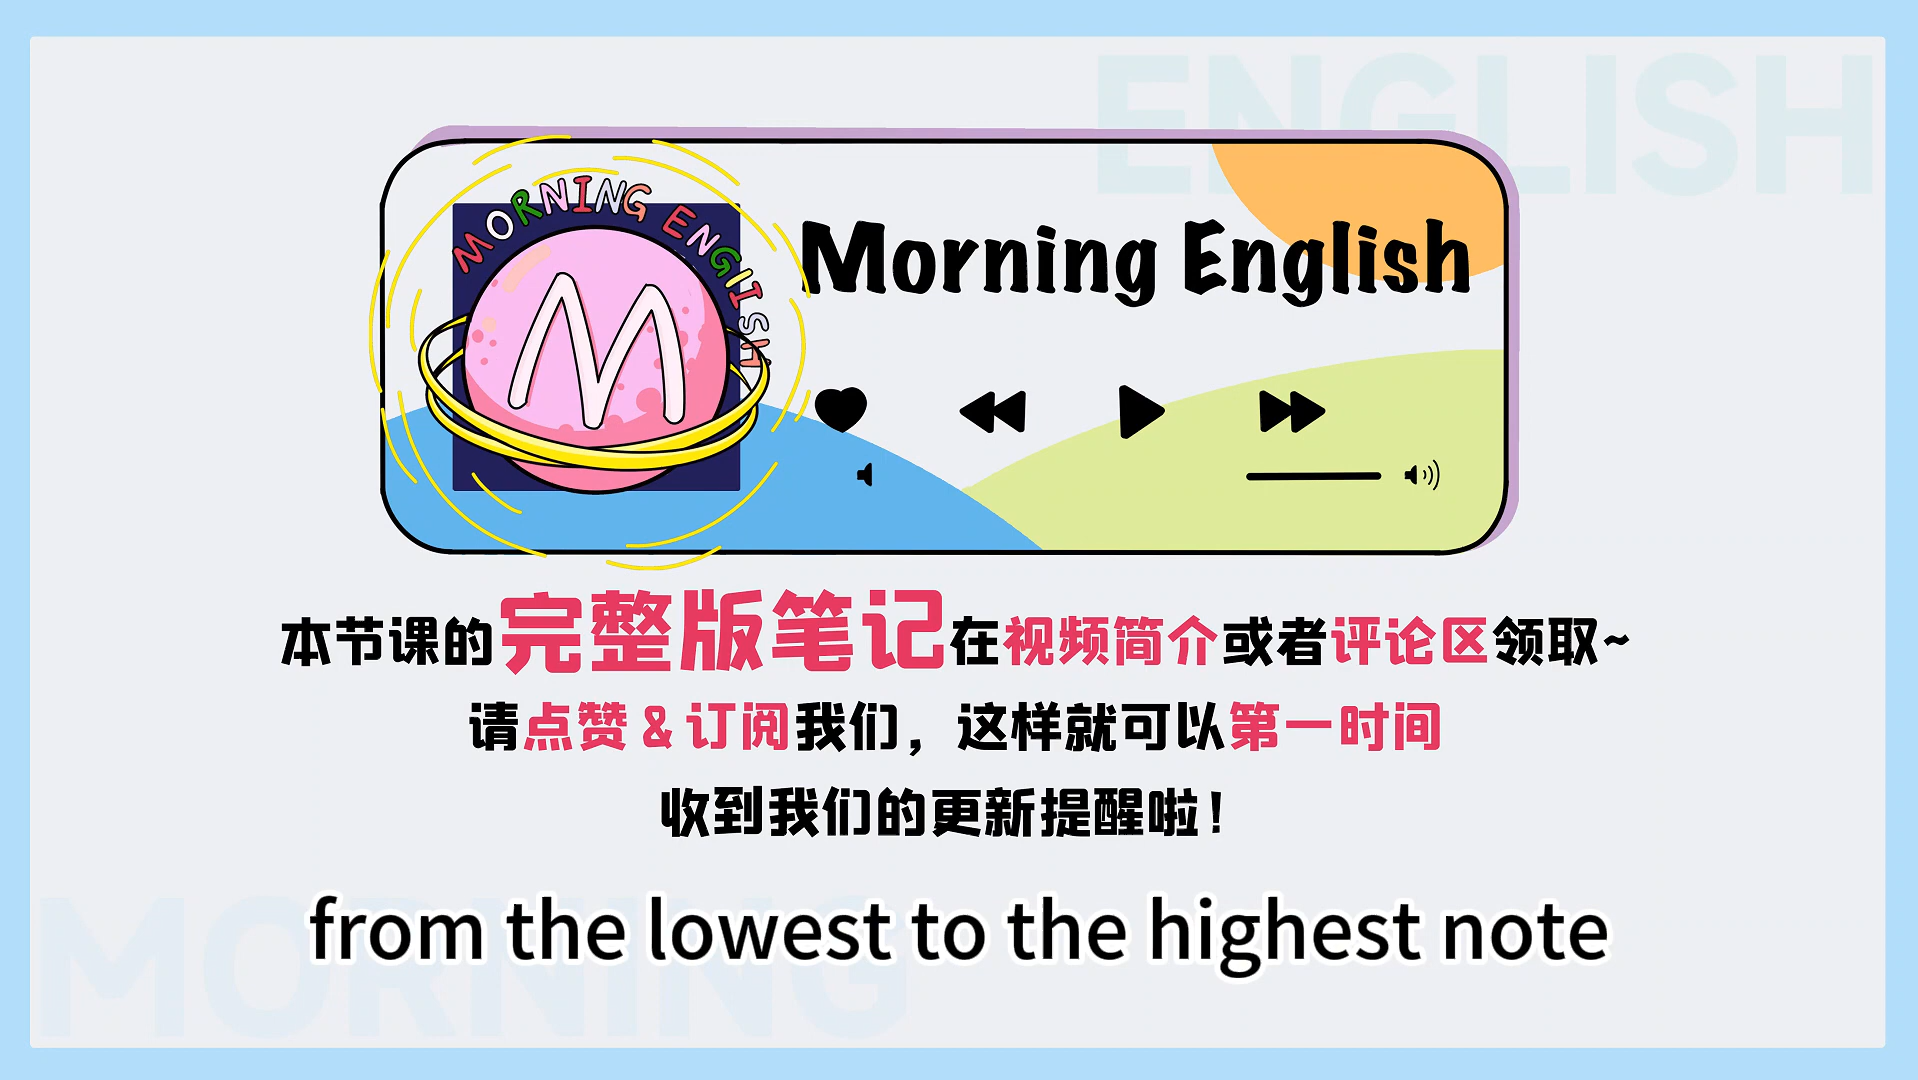 ENGLISH
MORNING ENGLISH
M
Morning English
本节课的完整版笔记在视频简介或者评论区领取~
请点赞&订阅我们，这样就可以第一时间
收到我们的更新提醒啦！
MORNING
from the lowest to the highest note